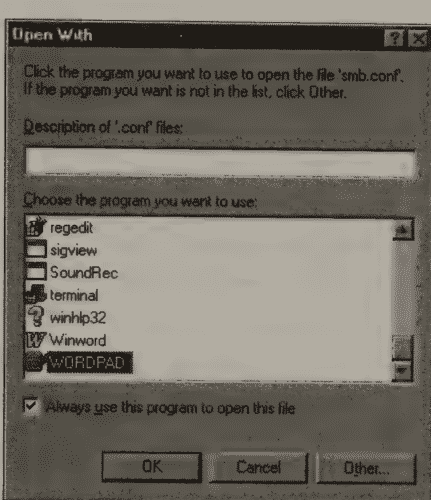 Open With
Click the program you want to use to open the file 'smb.conf'.
If the program you want is not in the list, click Other.
Description of '.conf' files:
Choose the program you want to use:
regedit
sigview
SoundRec
terminal
winhlp32
Winword
WORDPAD
Always use this program to open this file
OK
Cancel
Other...